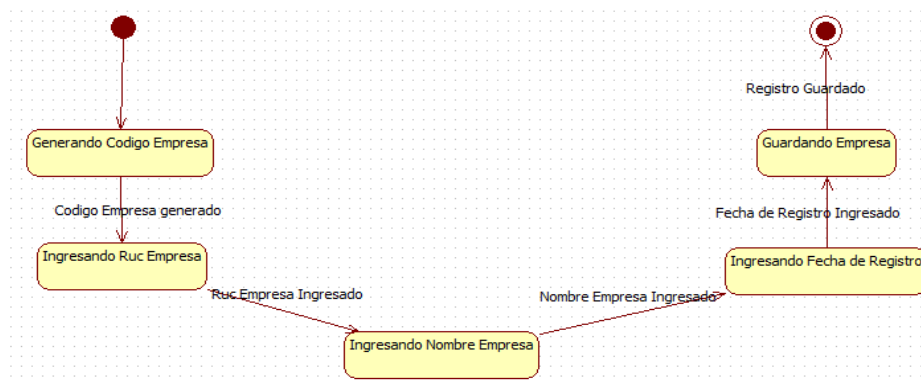 Generando Codigo Empresa
Codigo Empresa generado
Ingresando Ruc Empresa
Ruc Empresa Ingresado
Ingresando Nombre Empresa
Nombre Empresa Ingresado
Ingresando Fecha de Registro
Fecha de Registro Ingresado
Guardando Empresa
Registro Guardado